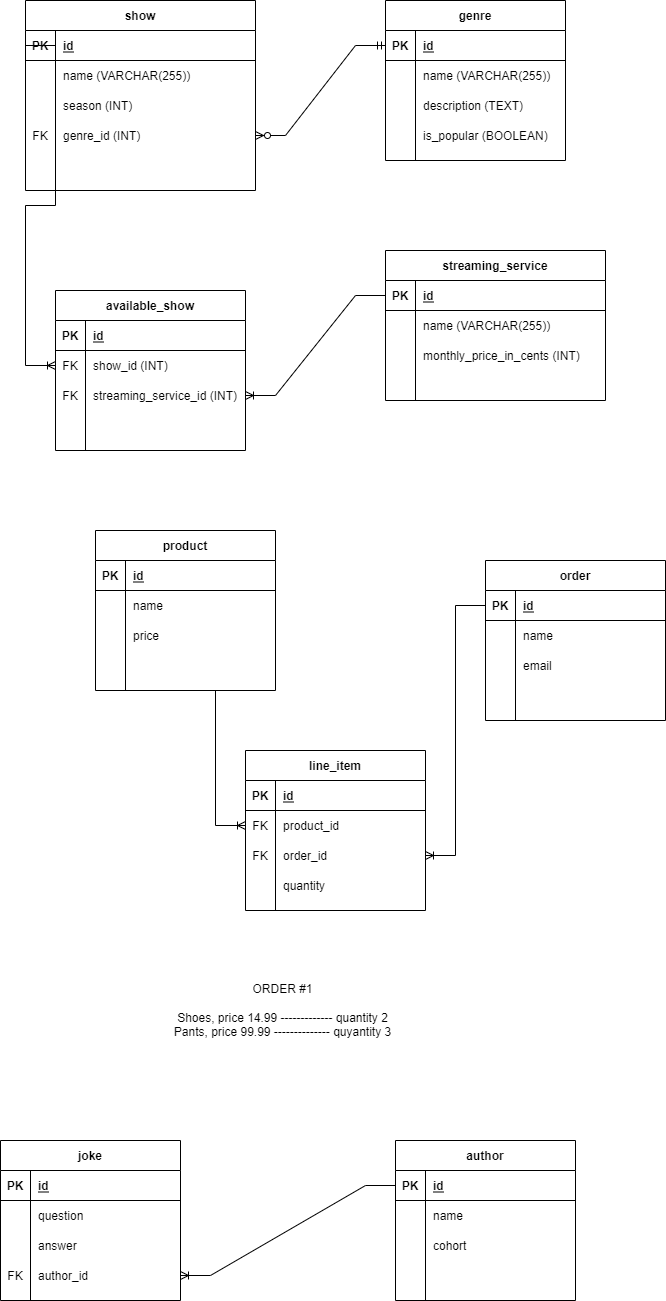 show
PK id
name (VARCHAR(255))
season (INT)
FK genre_id (INT)
genre
PK id
name (VARCHAR(255))
description (TEXT)
is_popular (BOOLEAN)
streaming_service
PK id
name (VARCHAR(255))
monthly_price_in_cents (INT)
available_show
PK id
FK show_id (INT)
FK streaming_service_id (INT)
product
PK id
name
price
order
PK id
name
email
line_item
PK id
FK product_id
FK order_id
quantity
ORDER #1
Shoes, price 14.99 ------------- quantity 2
Pants, price 99.99 -------------- quyantity 3
joke
PK id
question
answer
FK author_id
author
PK id
name
cohort